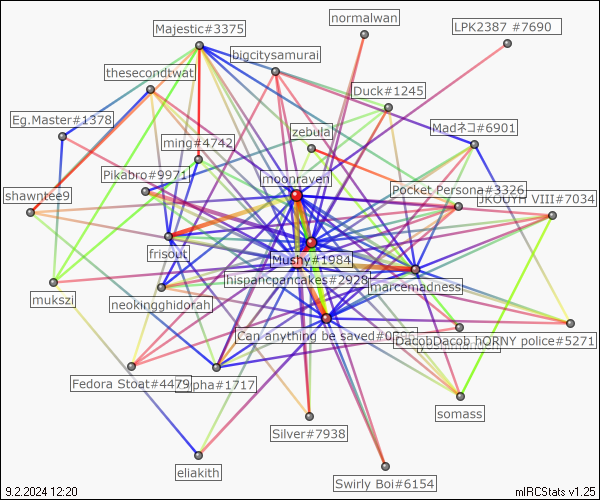 normalwan
Majestic#3375
LPK2387 #7690
bigcitysamurai
thesecondtwat
Duck#1245
Eg.Master#1378
Madネコ#6901
zebula
ming#4742
moonraven
Pikabro#9971
Pocket Persona#3326
shawntee9
JKOUYH VIII#7034
frisout
Mushy#1984
hispancpancakes#2928
marcemadness
mukszi
neokingghidorah
Can anything be saved#0
DacobDacob hORNY police#5271
Fedora Stoat#4479
lpha#1717
somass
Silver#7938
eliakith
Swirly Boi#6154
9.2.2024 12:20
mIRCStats v1.25